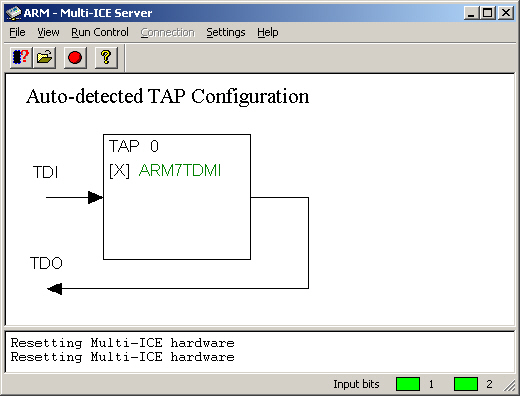 ARM - Multi-ICE Server
File View Run Control Connection Settings Help
Auto-detected TAP Configuration
TAP 0
[X] ARM7TDMI
TDI
TDO
Resetting Multi-ICE hardware
Resetting Multi-ICE hardware
Input bits 1 2